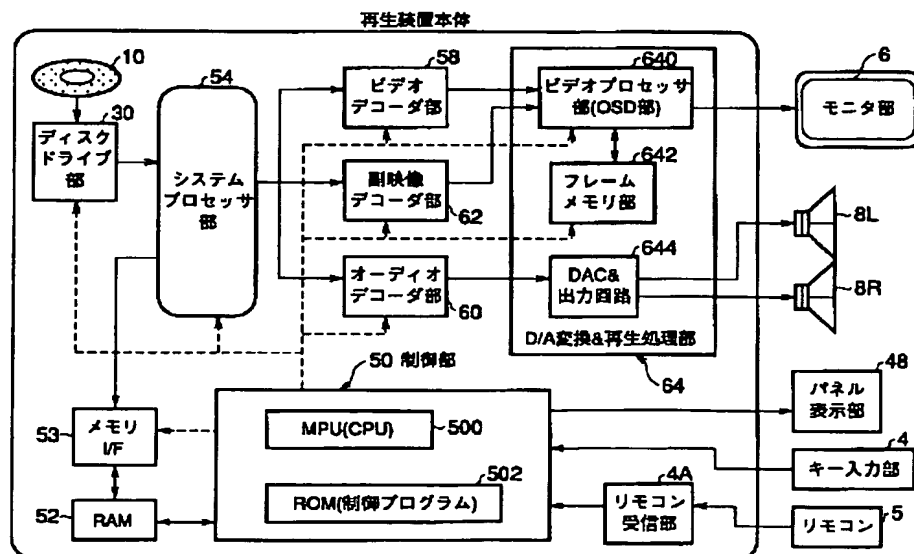 再生装置本体
10
54
58
640
6
ビデオ
デコーダ部
ビデオプロセッサ
部(OSD部)
モニタ部
30
ディスク
ドライブ
部
システム
プロセッサ
部
642
副映像
デコーダ部
62
フレーム
メモリ部
8L
644
オーディオ
デコーダ部
60
DAC&
出力回路
8R
D/A変換&再生処理部
64
50 制御部
48
パネル
表示部
53
メモリ
I/F
MPU(CPU)
500
4
キー入力部
502
ROM(制御プログラム)
4A
リモコン
受信部
52
RAM
リモコン
5